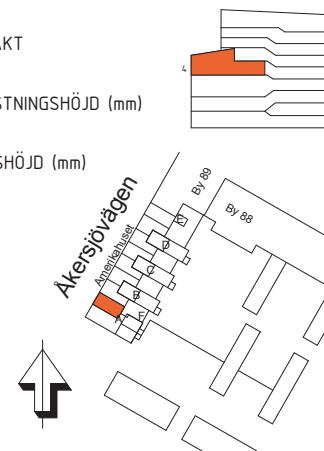 AKT
4
STNINGSHÖJD (mm)
SHÖJD (mm)
By 89
By 88
Åkersjövägen
Amerikahuset
E
D
C
B
A
F